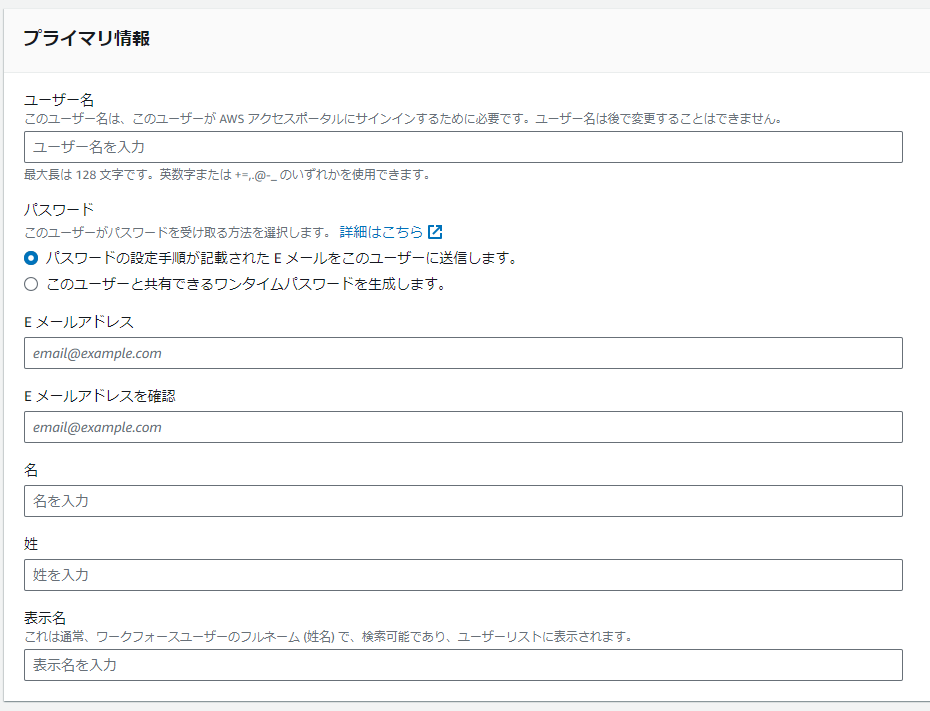 プライマリ情報
ユーザー名
このユーザー名は、このユーザーが AWS アクセスポータルにサインインするために必要です。ユーザー名は後で変更することはできません。
ユーザー名を入力
最大長は 128 文字です。英数字または +=,.@-_ のいずれかを使用できます。
パスワード
このユーザーがパスワードを受け取る方法を選択します。 詳細はこちら
パスワードの設定手順が記載された E メールをこのユーザーに送信します。
このユーザーと共有できるワンタイムパスワードを生成します。
E メールアドレス
email@example.com
E メールアドレスを確認
email@example.com
名
名を入力
姓
姓を入力
表示名
これは通常、ワークフォースユーザーのフルネーム (姓名) で、検索可能であり、ユーザーリストに表示されます。
表示名を入力